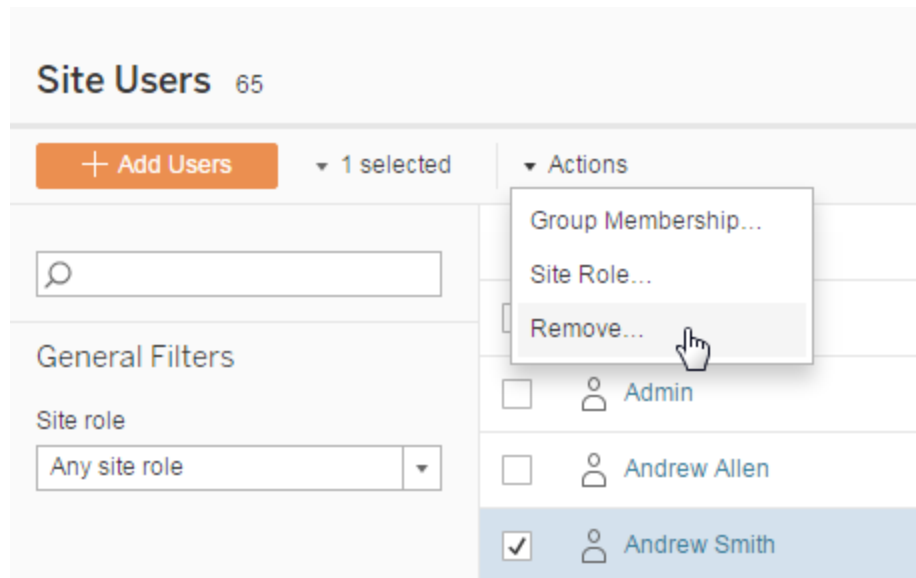 Site Users 65
+ Add Users
1 selected
Actions
Group Membership...
Site Role...
Remove...
General Filters
Site role
Any site role
Admin
Andrew Allen
Andrew Smith